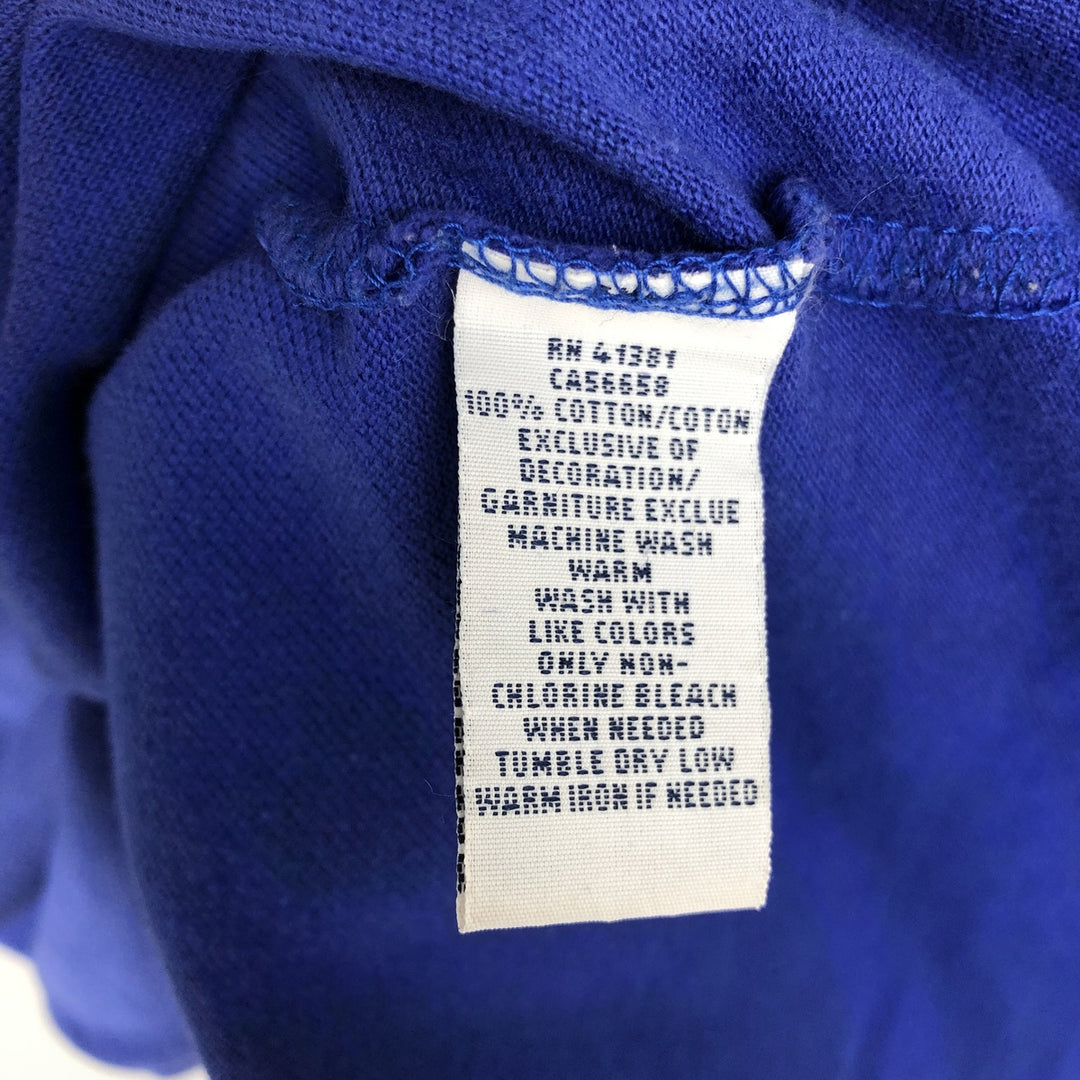 RN 41381
CA56658
100% COTTON/COTON
EXCLUSIVE OF
DECORATION/
GARNITURE EXCLUE
MACHINE WASH
WARM
WASH WITH
LIKE COLORS
ONLY NON-
CHLORINE BLEACH
WHEN NEEDED
TUMBLE DRY LOW
WARM IRON IF NEEDED